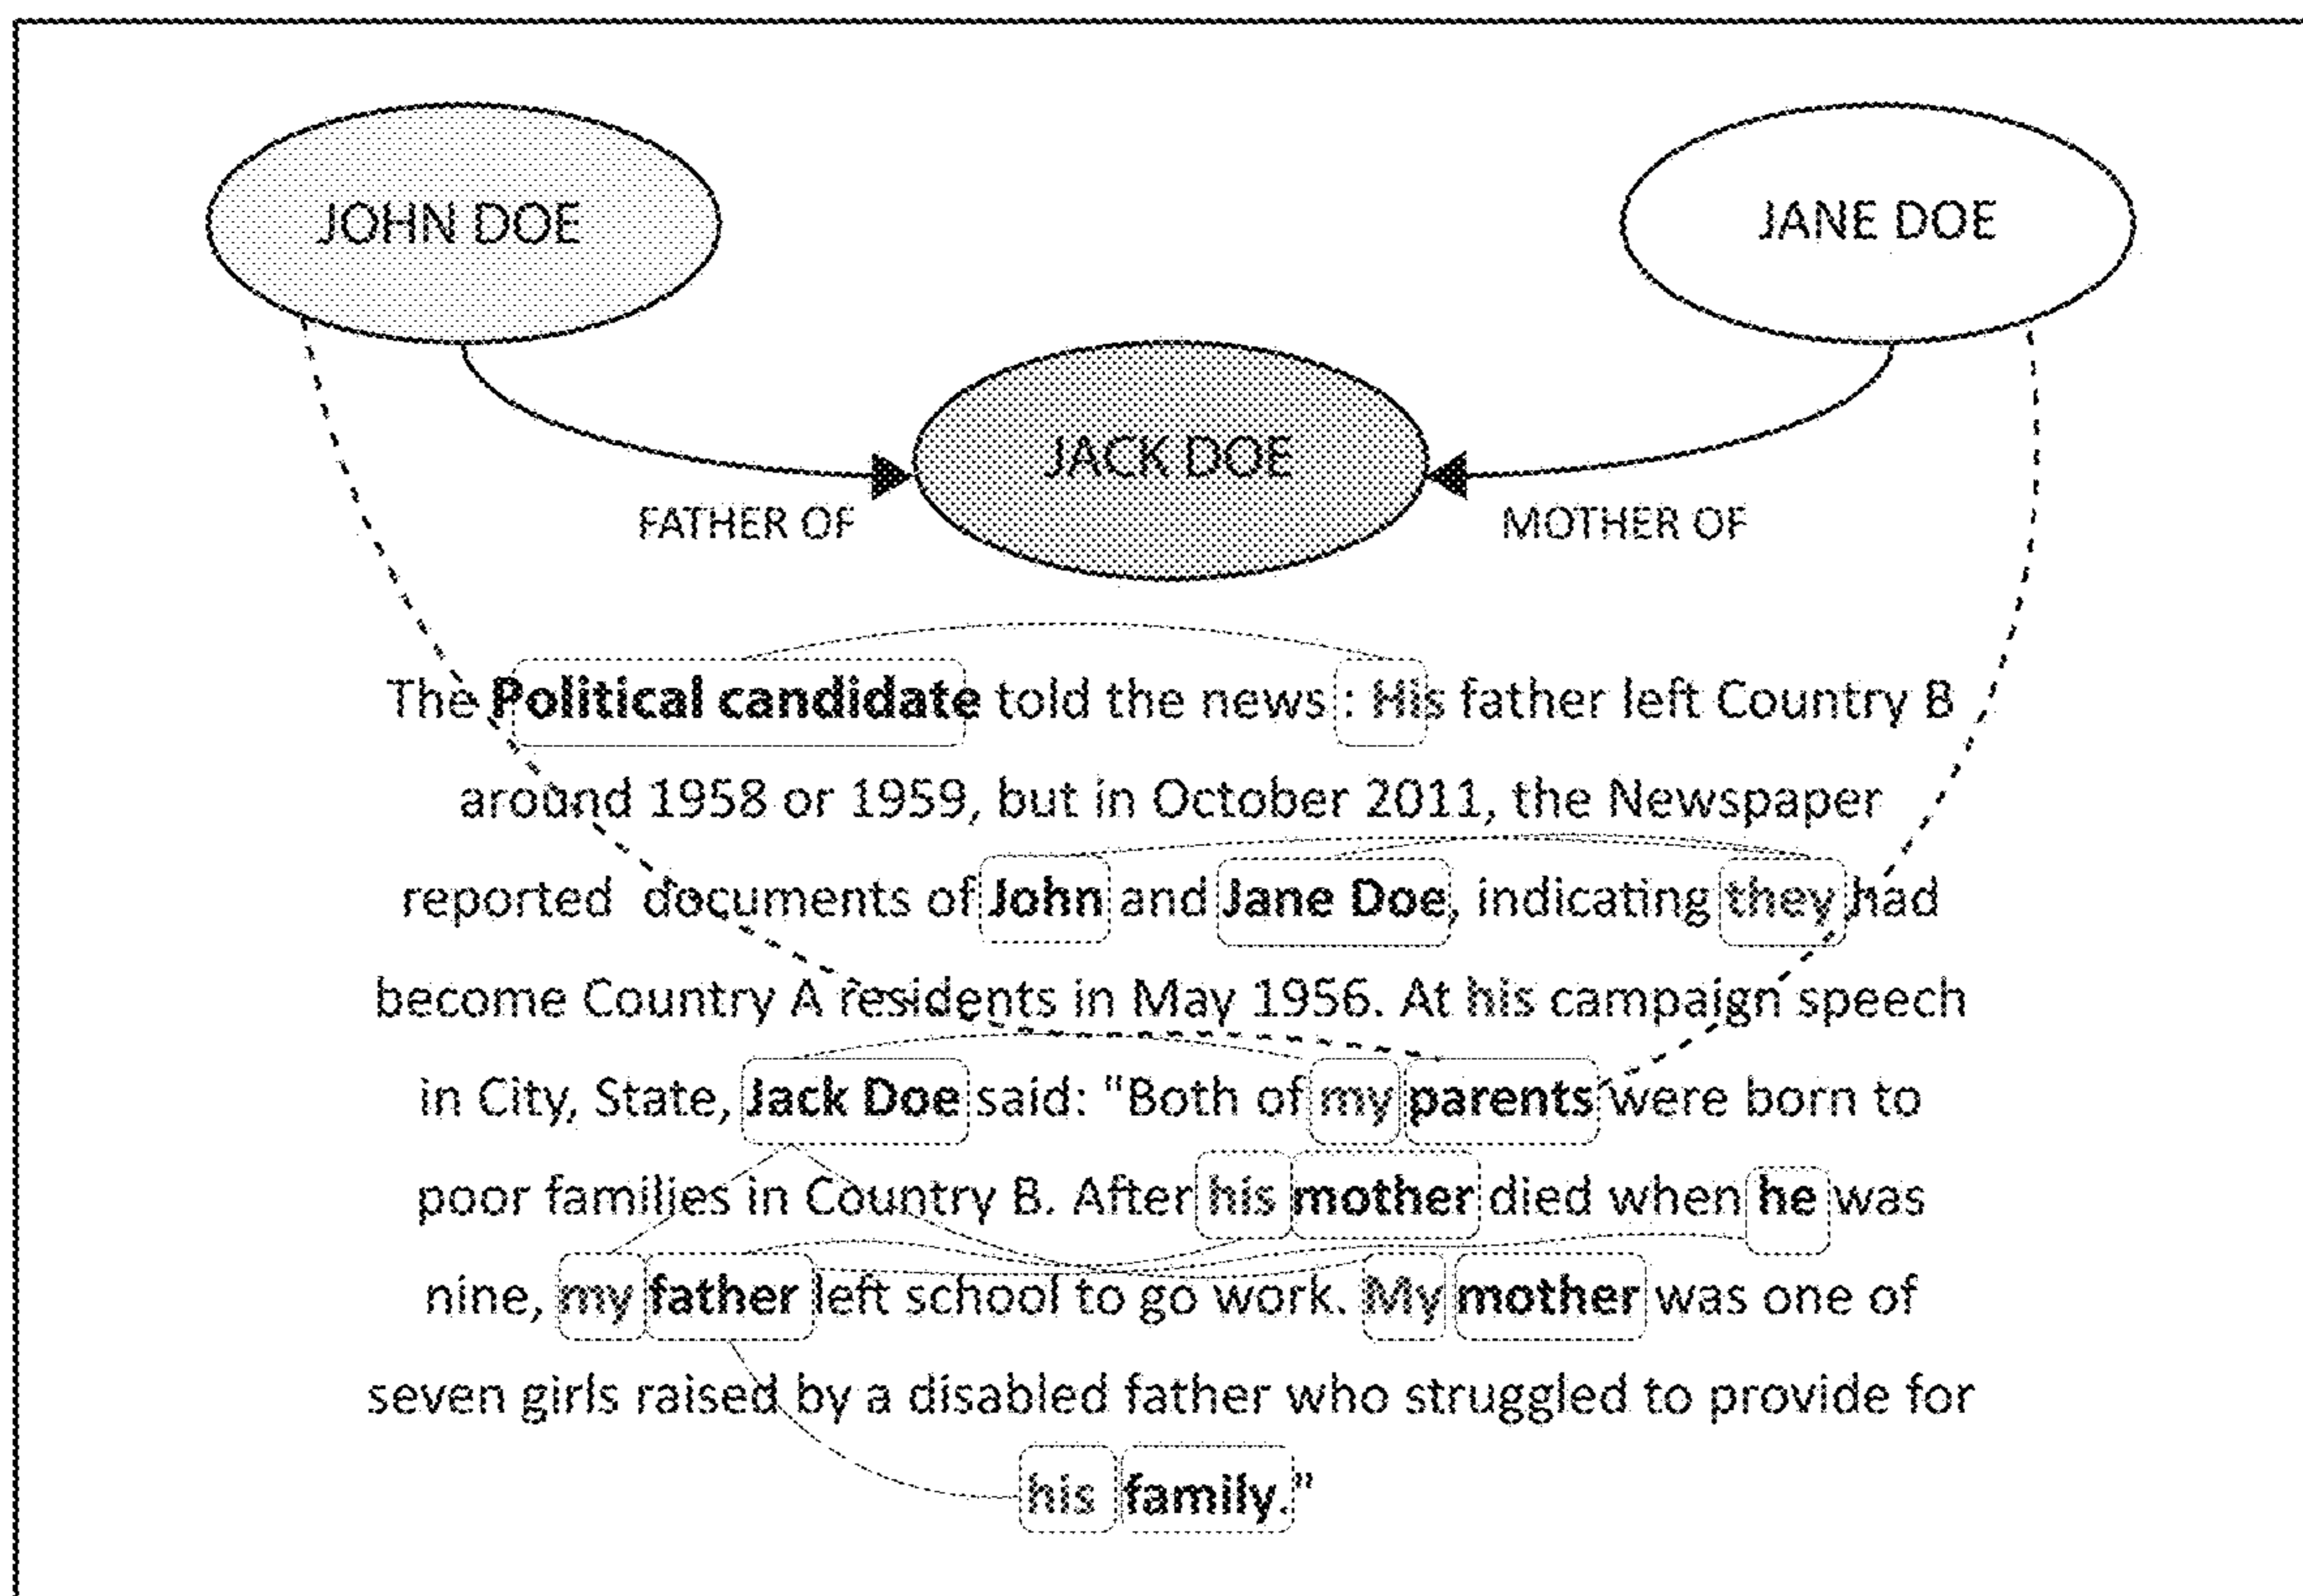 JOHN DOE
JANE DOE
JACK DOE
FATHER OF
MOTHER OF
The Political candidate told the news : His father left Country B
around 1958 or 1959, but in October 2011, the Newspaper
reported documents of John and Jane Doe, indicating they had
become Country A residents in May 1956. At his campaign speech
in City, State, Jack Doe said: "Both of my parents were born to
poor families in Country B. After his mother died when he was
nine, my father left school to go work. My mother was one of
seven girls raised by a disabled father who struggled to provide for
his family."